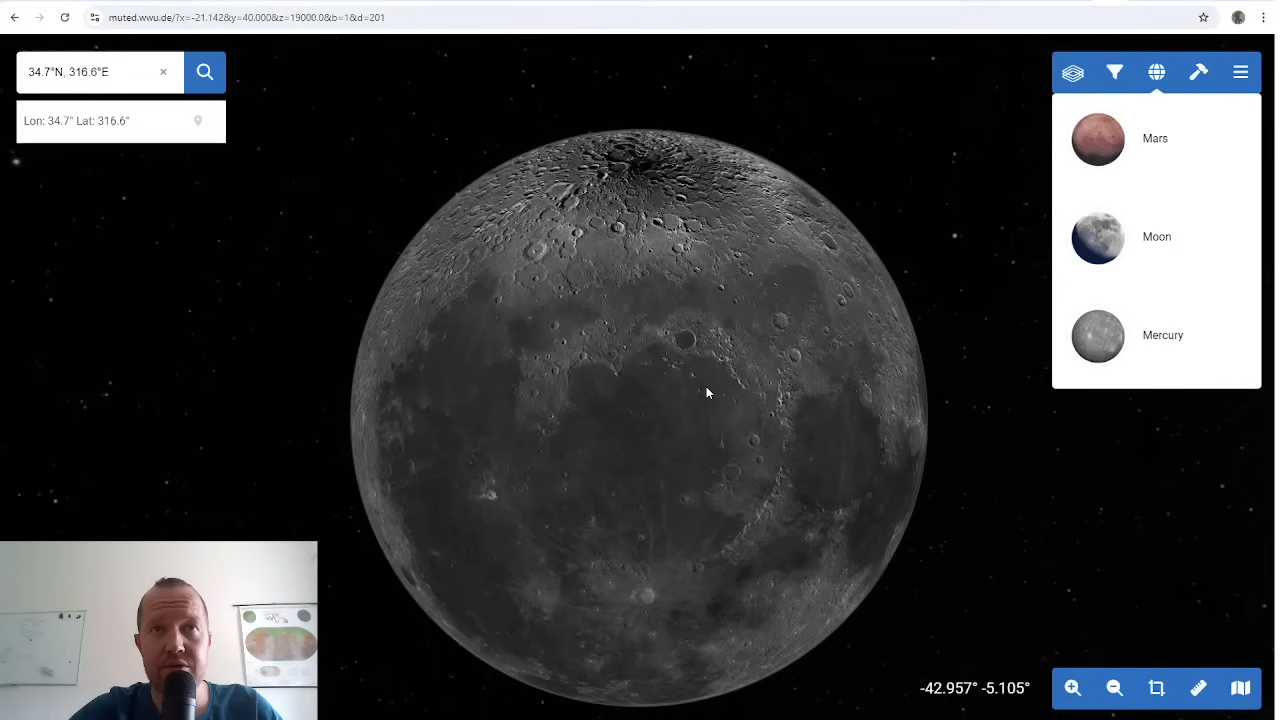 muted.wwu.de/?x=-21.142&y=40.000&z=19000.0&b=1&d=201
34.7°N, 316.6°E
Lon: 34.7° Lat: 316.6°
Mars
Moon
Mercury
-42.957° -5.105°